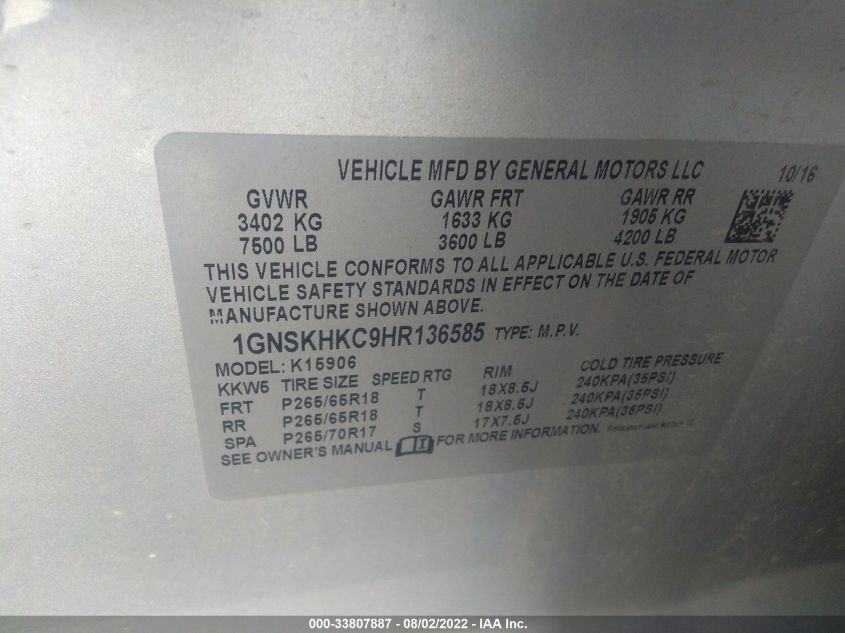 VEHICLE MFD BY GENERAL MOTORS LLC 10/16
GVWR GAWR FRT GAWR RR
3402 KG 1633 KG 1905 KG
7500 LB 3600 LB 4200 LB
THIS VEHICLE CONFORMS TO ALL APPLICABLE U.S. FEDERAL MOTOR
VEHICLE SAFETY STANDARDS IN EFFECT ON THE DATE OF
MANUFACTURE SHOWN ABOVE.
1GNSKHKC9HR136585 TYPE: M.P.V.
MODEL: K15906
KKW5 TIRE SIZE SPEED RTG RIM COLD TIRE PRESSURE
FRT P265/65R18 T 18X8.5J 240KPA(35PSI)
RR P265/65R18 T 18X8.5J 240KPA(35PSI)
SPA P265/70R17 S 17X7.5J 240KPA(35PSI)
SEE OWNER'S MANUAL FOR MORE INFORMATION.
000-33807887 - 08/02/2022 - IAA Inc.